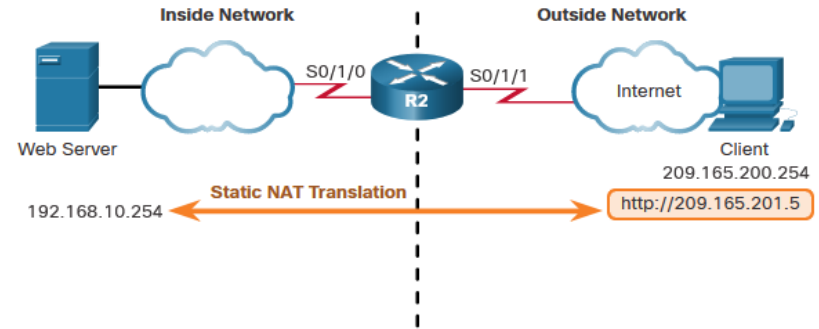 Inside Network
Outside Network
S0/1/0
S0/1/1
R2
Internet
Web Server
Client
209.165.200.254
Static NAT Translation
http://209.165.201.5
192.168.10.254